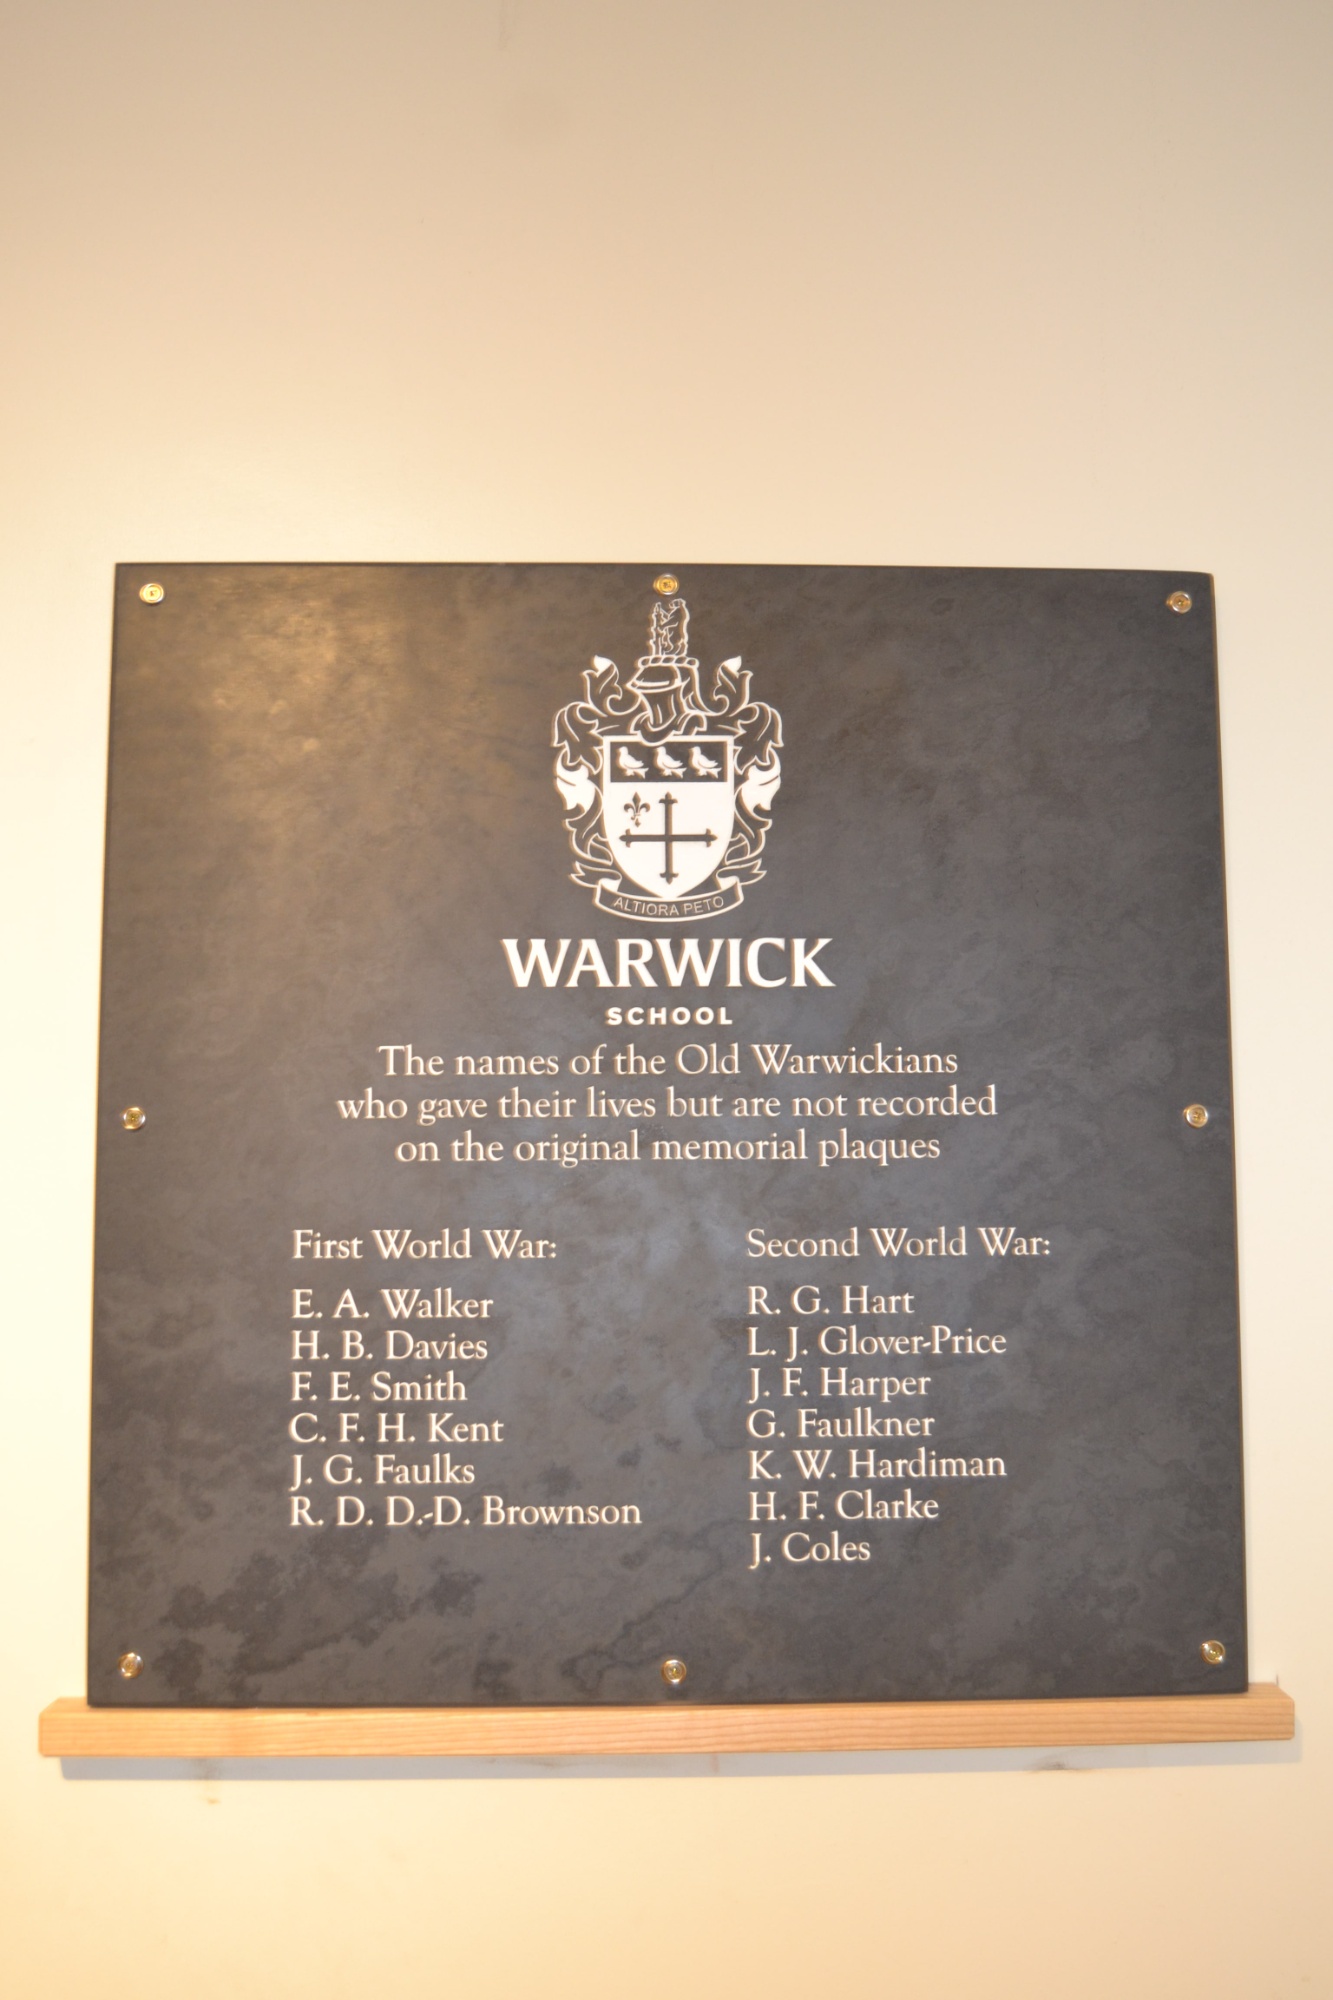 ALTIORA PETO
WARWICK
SCHOOL
The names of the Old Warwickians
who gave their lives but are not recorded
on the original memorial plaques
First World War:
E. A. Walker
H. B. Davies
F. E. Smith
C. F. H. Kent
J. G. Faulks
R. D. D.-D. Brownson
Second World War:
R. G. Hart
L. J. Glover-Price
J. F. Harper
G. Faulkner
K. W. Hardiman
H. F. Clarke
J. Coles